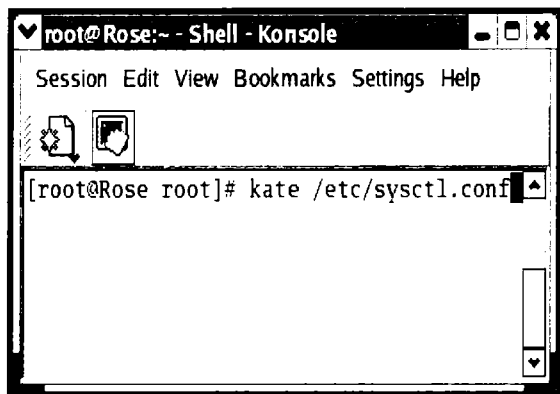 root@Rose:~ - Shell - Konsole
Session Edit View Bookmarks Settings Help
[root@Rose root]# kate /etc/sysctl.conf